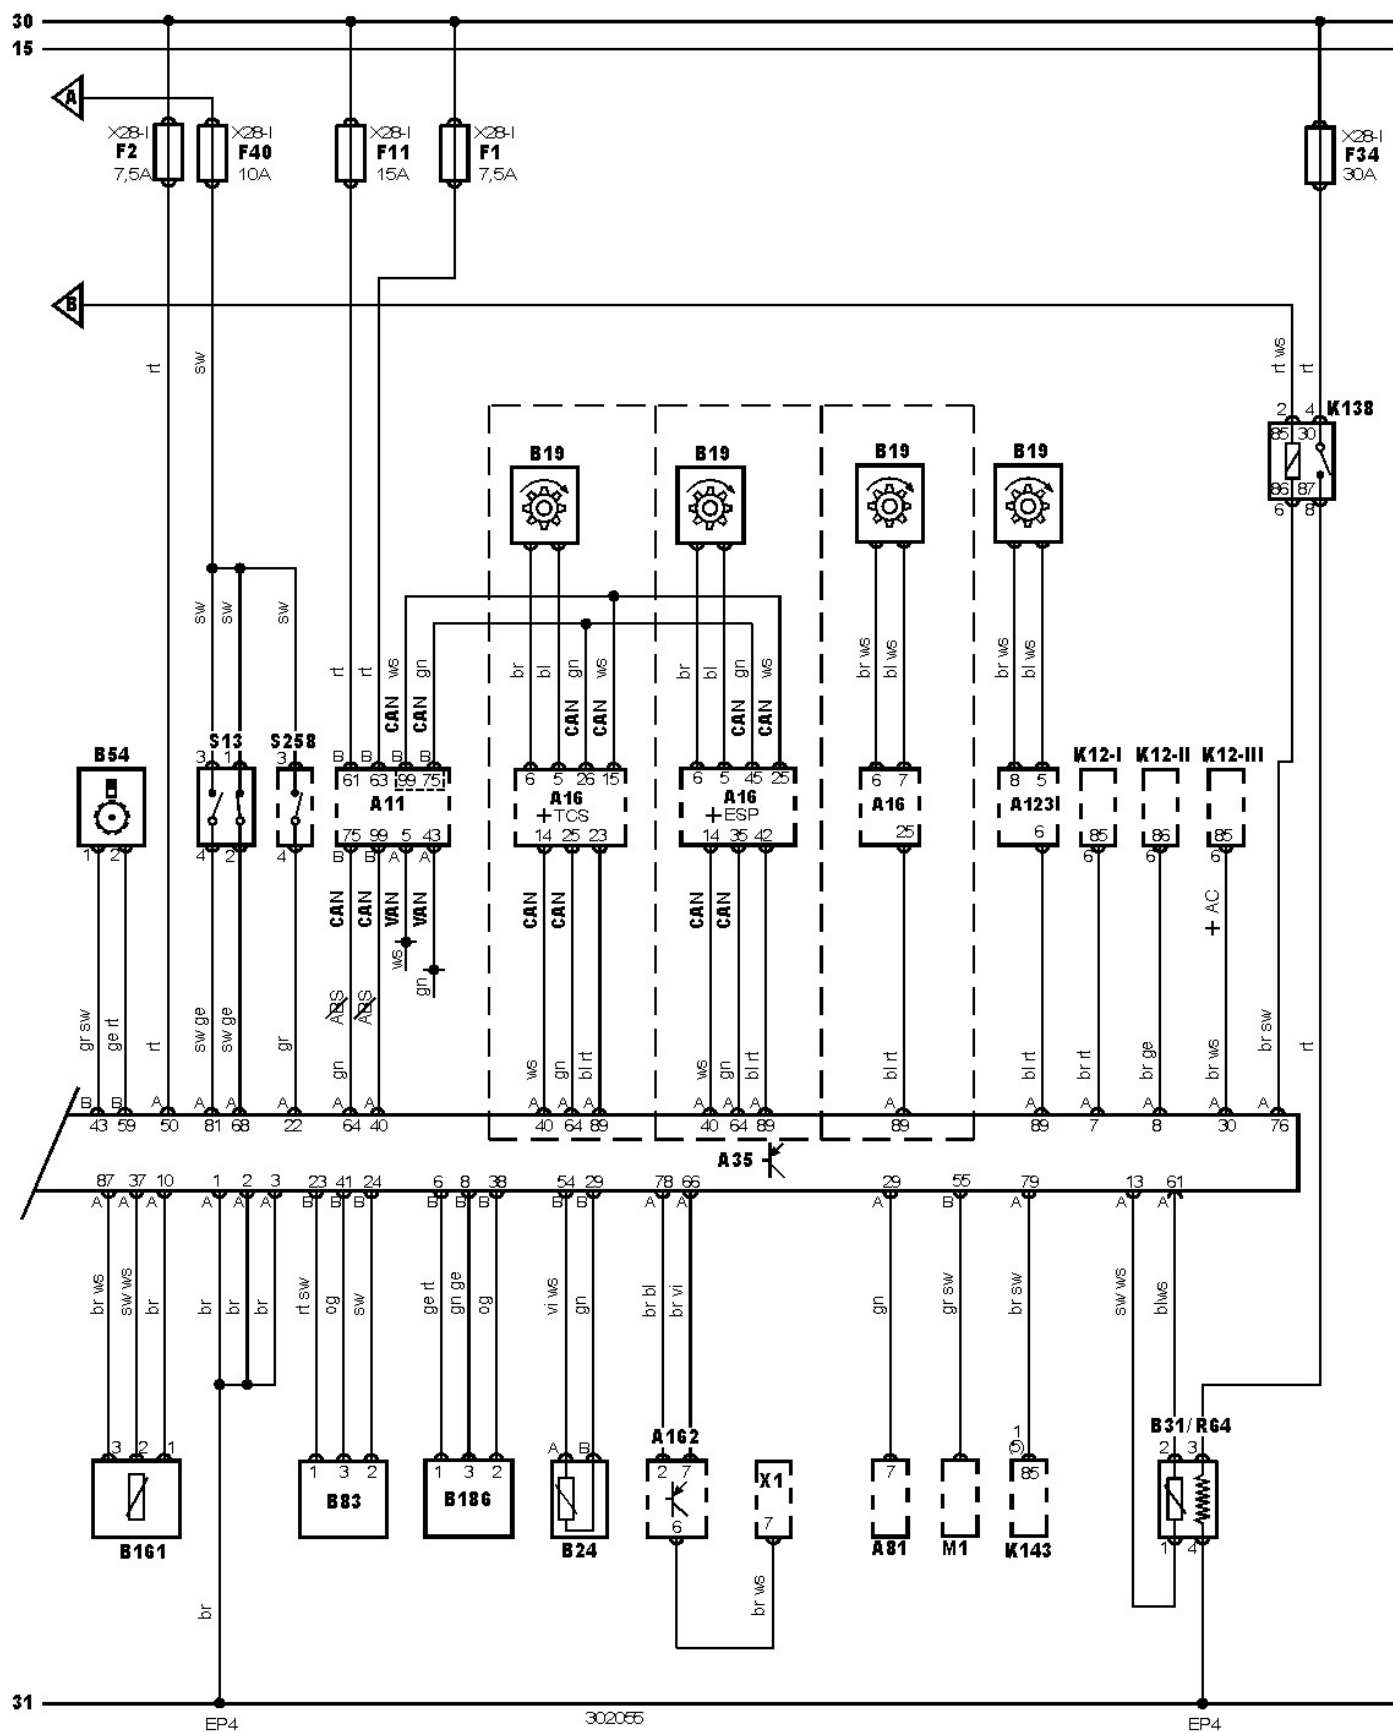 30
15
A
X28-I X28-I X28-I X28-I X28-I
F2 F40 F11 F1 F34
7,5A 10A 15A 7,5A 30A
B
rt sw rt ws rt
2 4 K138
85 30
86 87
6 8
B19 B19 B19 B19
sw sw sw rt rt ws gn br bl gn ws br bl gn ws br ws bl ws br ws bl ws
CAN CAN CAN CAN CAN CAN
B54 S13 S258 K12-I K12-II K12-III
3 1 3 B B B B
61 63 99 75 6 5 26 15 6 5 45 25 6 7 8 5
A11 A16 A16 A16 A123I
+TCS +ESP
75 99 5 43 14 25 23 14 35 42 25 6 85 86 85
1 2 4 2 4 B B A A 6 6 6
CAN CAN VAN VAN CAN CAN CAN CAN + AC
ws gn
ABS ABS
gr sw ge rt rt sw ge sw ge gr gn ws gn bl rt ws gn bl rt bl rt bl rt br rt br ge br ws br sw rt
B B A A A A A A A A A A A A A A A A A A
43 59 50 81 68 22 64 40 40 64 89 40 64 89 89 89 7 8 30 76
A35
87 37 10 1 2 3 23 41 24 6 8 38 54 29 78 66 29 55 79 13 61
A A A A A A B B B B B B B B A A A B A A A
br ws sw ws br br br br rt sw og sw ge rt gn ge og vi ws gn br bl br vi gn gr sw br sw sw ws blws
A162 B31/R64
3 2 1 A B 1 (5) 2 3
1 3 2 1 3 2 2 7 X1 7 85
B83 B186
6 7 1 4
B161 B24 A81 M1 K143
br br ws
31
EP4 302055 EP4